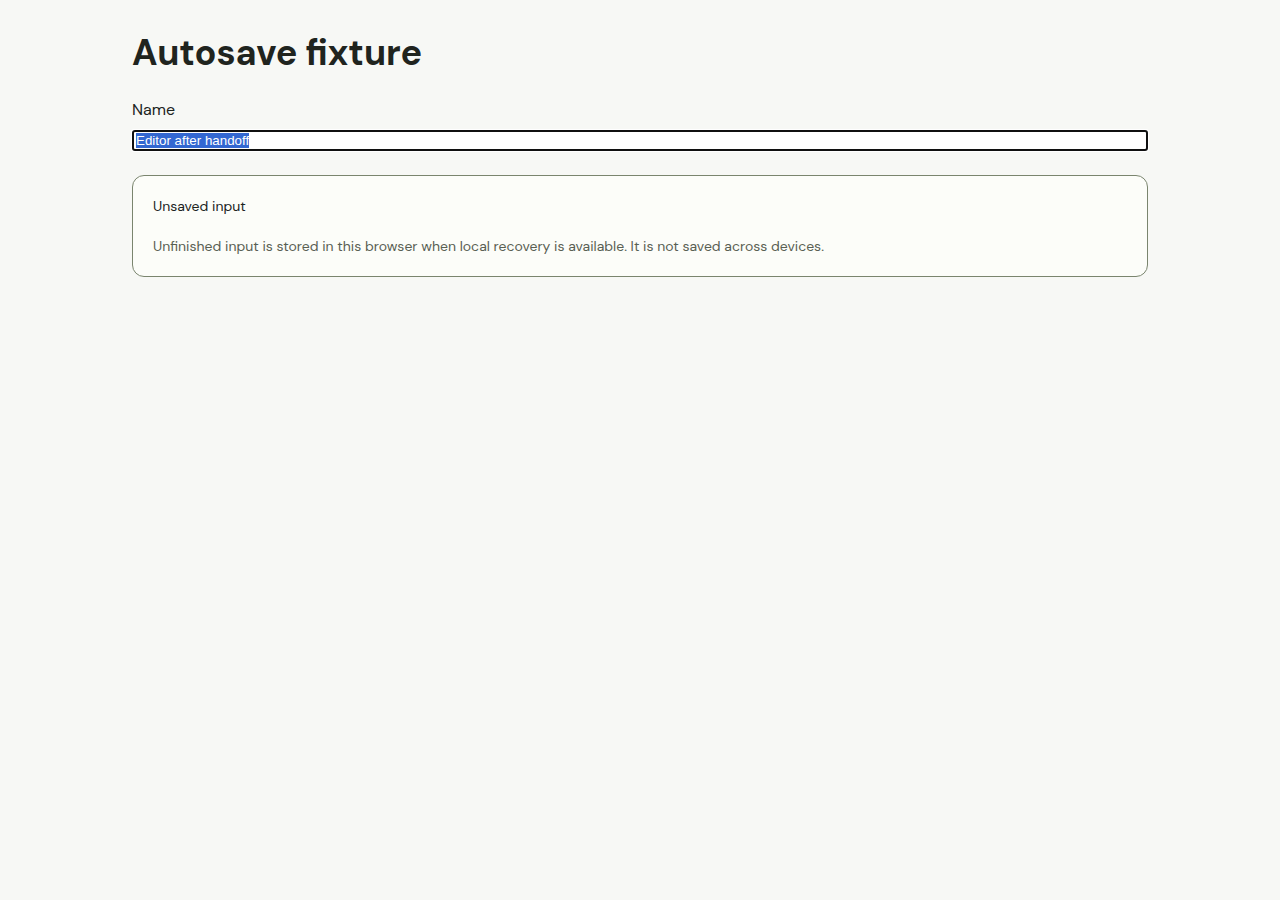 Autosave fixture
Name
Editor after handoff
Unsaved input
Unfinished input is stored in this browser when local recovery is available. It is not saved across devices.